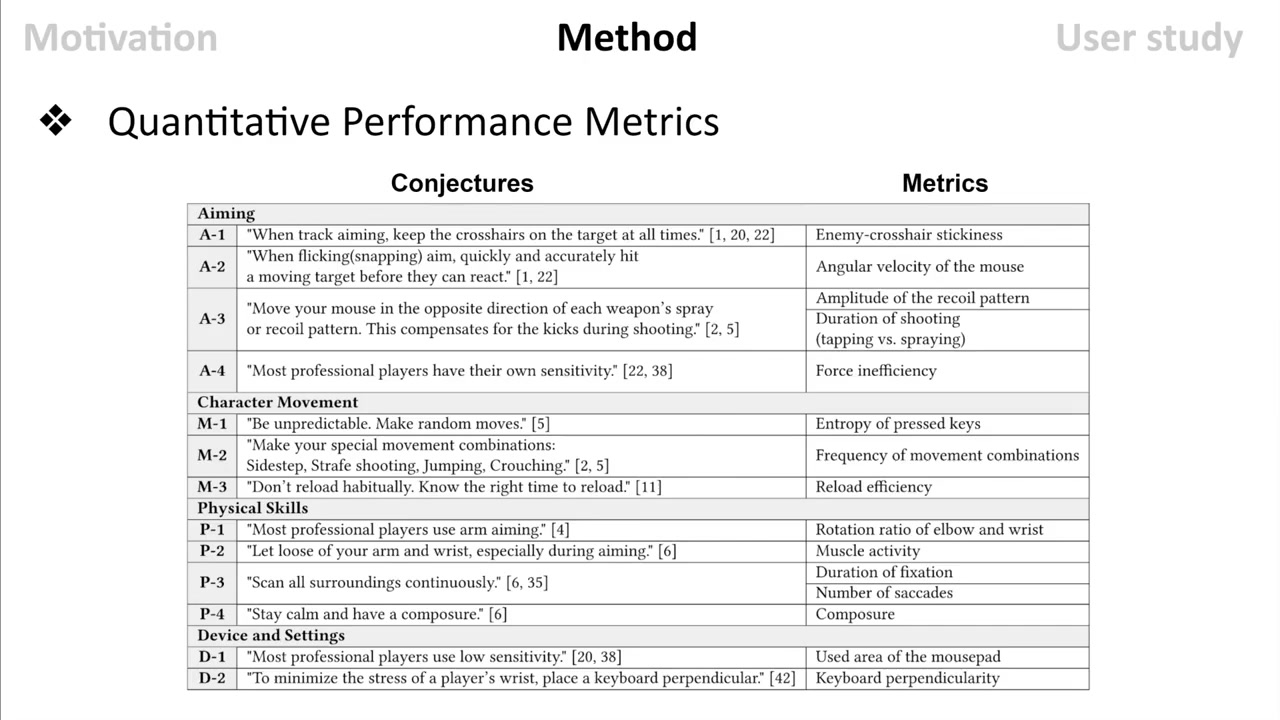 Motivation
Method
User study
❖ Quantitative Performance Metrics
Conjectures
Metrics
Aiming
A-1 "When track aiming, keep the crosshairs on the target at all times." [1, 20, 22] Enemy-crosshair stickiness
A-2 "When flicking(snapping) aim, quickly and accurately hit
a moving target before they can react." [1, 22] Angular velocity of the mouse
A-3 "Move your mouse in the opposite direction of each weapon's spray
or recoil pattern. This compensates for the kicks during shooting." [2, 5]
Amplitude of the recoil pattern
Duration of shooting
(tapping vs. spraying)
A-4 "Most professional players have their own sensitivity." [22, 38] Force inefficiency
Character Movement
M-1 "Be unpredictable. Make random moves." [5] Entropy of pressed keys
M-2 "Make your special movement combinations:
Sidestep, Strafe shooting, Jumping, Crouching." [2, 5] Frequency of movement combinations
M-3 "Don't reload habitually. Know the right time to reload." [11] Reload efficiency
Physical Skills
P-1 "Most professional players use arm aiming." [4] Rotation ratio of elbow and wrist
P-2 "Let loose of your arm and wrist, especially during aiming." [6] Muscle activity
P-3 "Scan all surroundings continuously." [6, 35]
Duration of fixation
Number of saccades
P-4 "Stay calm and have a composure." [6] Composure
Device and Settings
D-1 "Most professional players use low sensitivity." [20, 38] Used area of the mousepad
D-2 "To minimize the stress of a player's wrist, place a keyboard perpendicular." [42] Keyboard perpendicularity